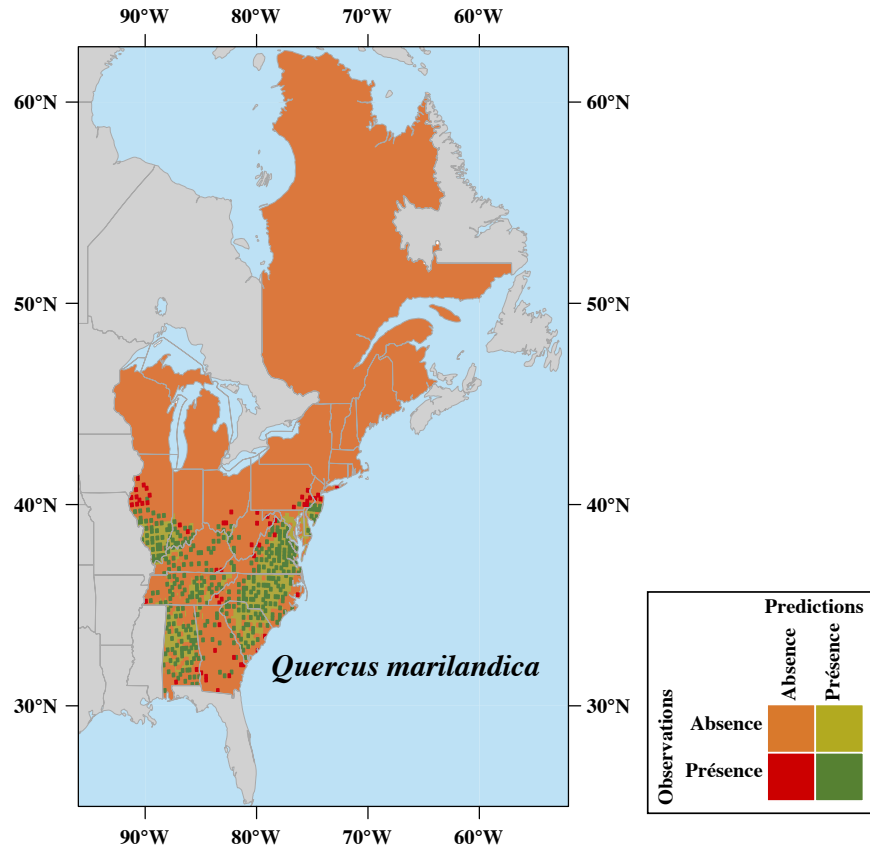 90°W 80°W 70°W 60°W
60°N 60°N
50°N 50°N
40°N 40°N
Quercus marilandica
30°N 30°N
90°W 80°W 70°W 60°W
Predictions
Absence Présence
Observations
Absence
Présence